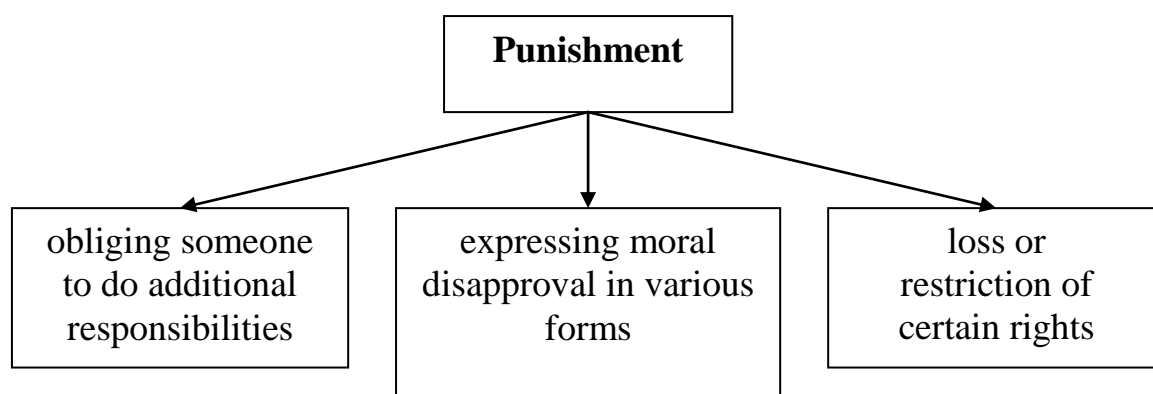 Punishment
obliging someone
to do additional
responsibilities
expressing moral
disapproval in various
forms
loss or
restriction of
certain rights